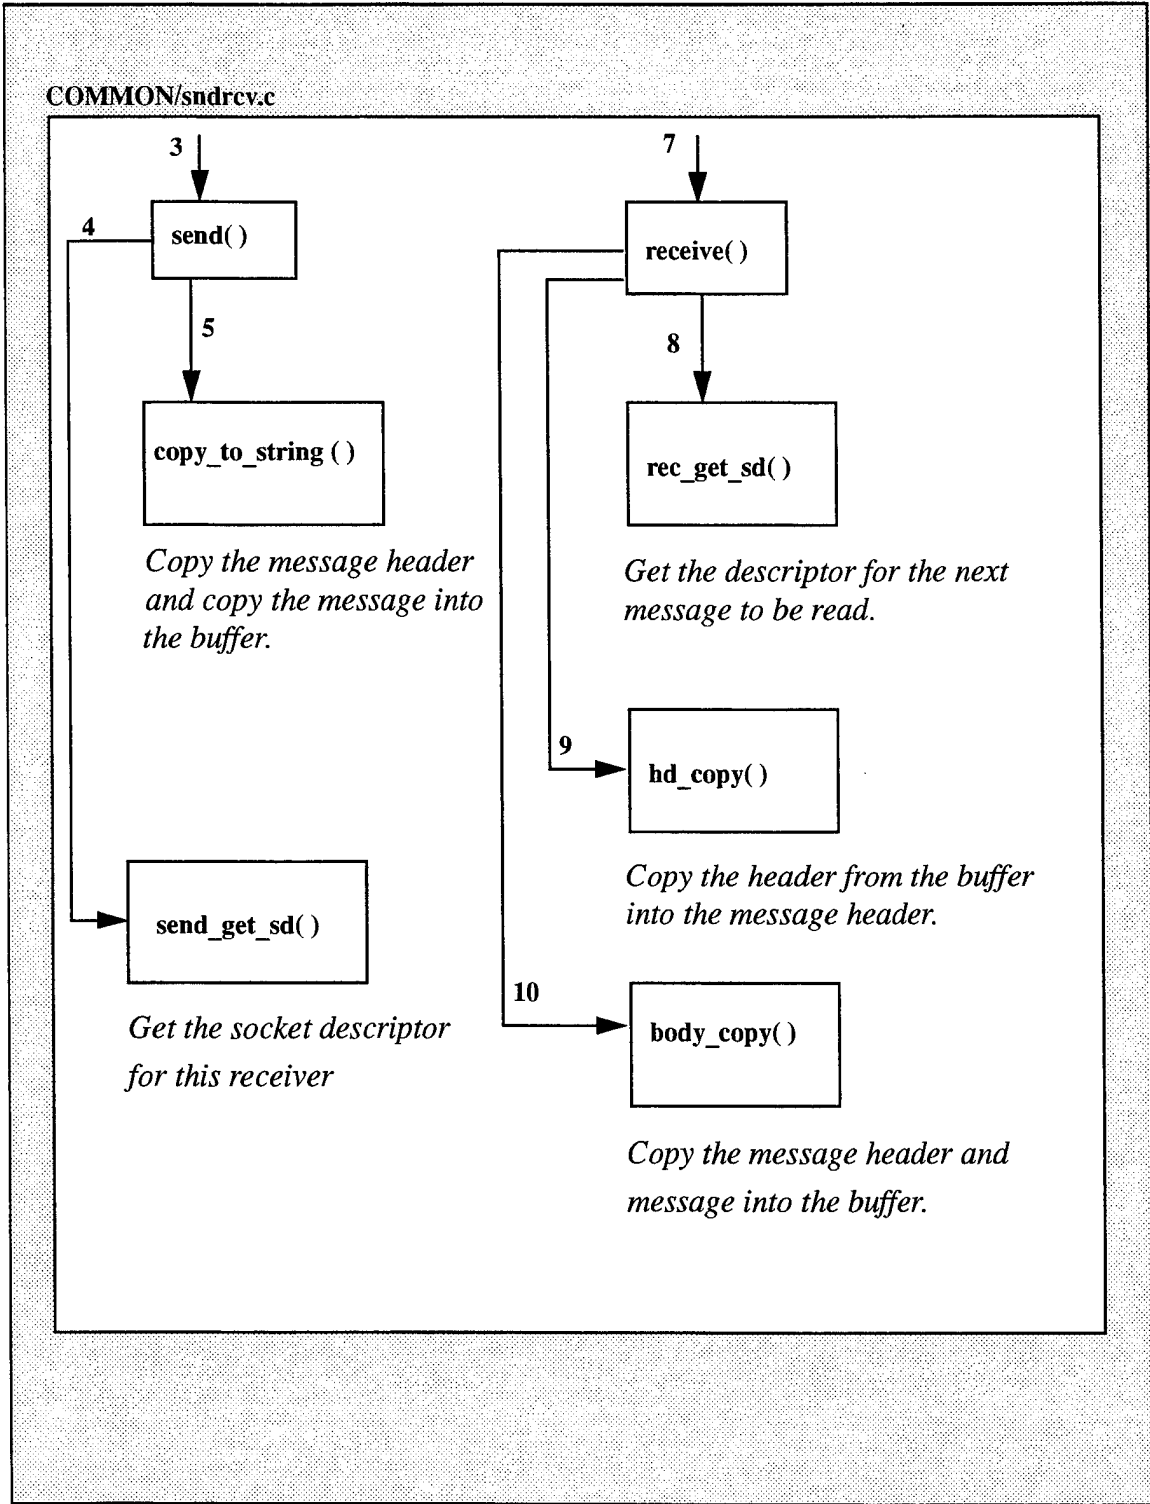 COMMON/sndrcv.c
3
4
send( )
5
copy_to_string ( )
Copy the message header
and copy the message into
the buffer.
send_get_sd( )
Get the socket descriptor
for this receiver
7
receive( )
8
rec_get_sd( )
Get the descriptor for the next
message to be read.
9
hd_copy( )
Copy the header from the buffer
into the message header.
10
body_copy( )
Copy the message header and
message into the buffer.